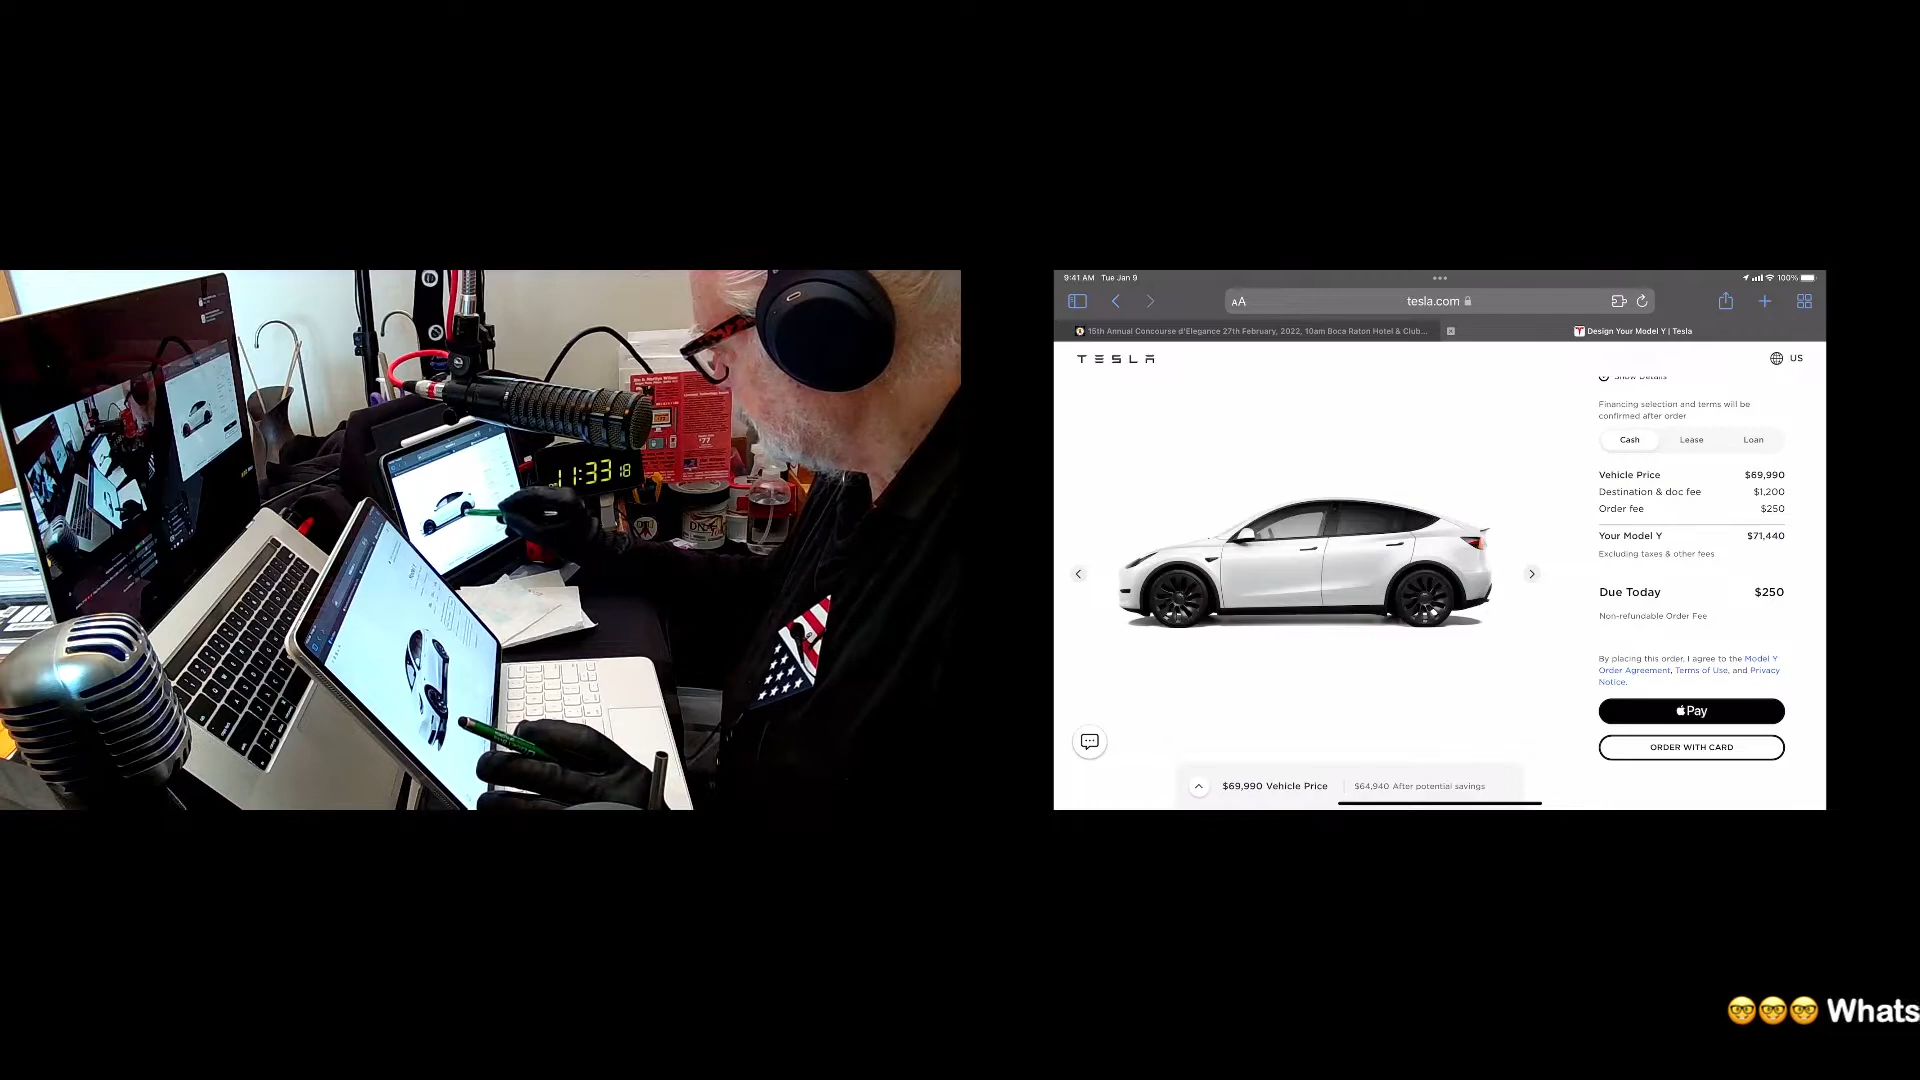 11:33 18
$77
9:41 AM Tue Jan 9
100%
AA
tesla.com
15th Annual Concourse d'Elegance 27th February, 2022, 10am Boca Raton Hotel & Club...
Design Your Model Y | Tesla
TESLA
US
Show Details
Financing selection and terms will be
confirmed after order
Cash Lease Loan
Vehicle Price $69,990
Destination & doc fee $1,200
Order fee $250
Your Model Y $71,440
Excluding taxes & other fees
Due Today $250
Non-refundable Order Fee
By placing this order, I agree to the Model Y
Order Agreement, Terms of Use, and Privacy
Notice.
Pay
ORDER WITH CARD
$69,990 Vehicle Price $64,940 After potential savings
🤓🤓🤓 Whats